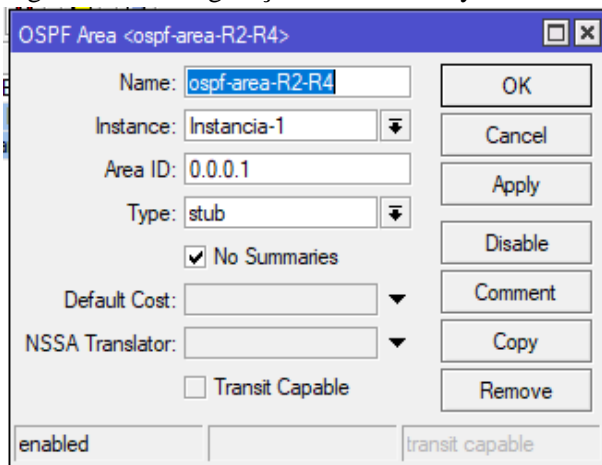 OSPF Area <ospf-area-R2-R4>
Name: ospf-area-R2-R4
OK
Instance: Instancia-1
Cancel
Area ID: 0.0.0.1
Apply
Type: stub
No Summaries
Disable
Default Cost:
Comment
NSSA Translator:
Copy
Transit Capable
Remove
enabled
transit capable